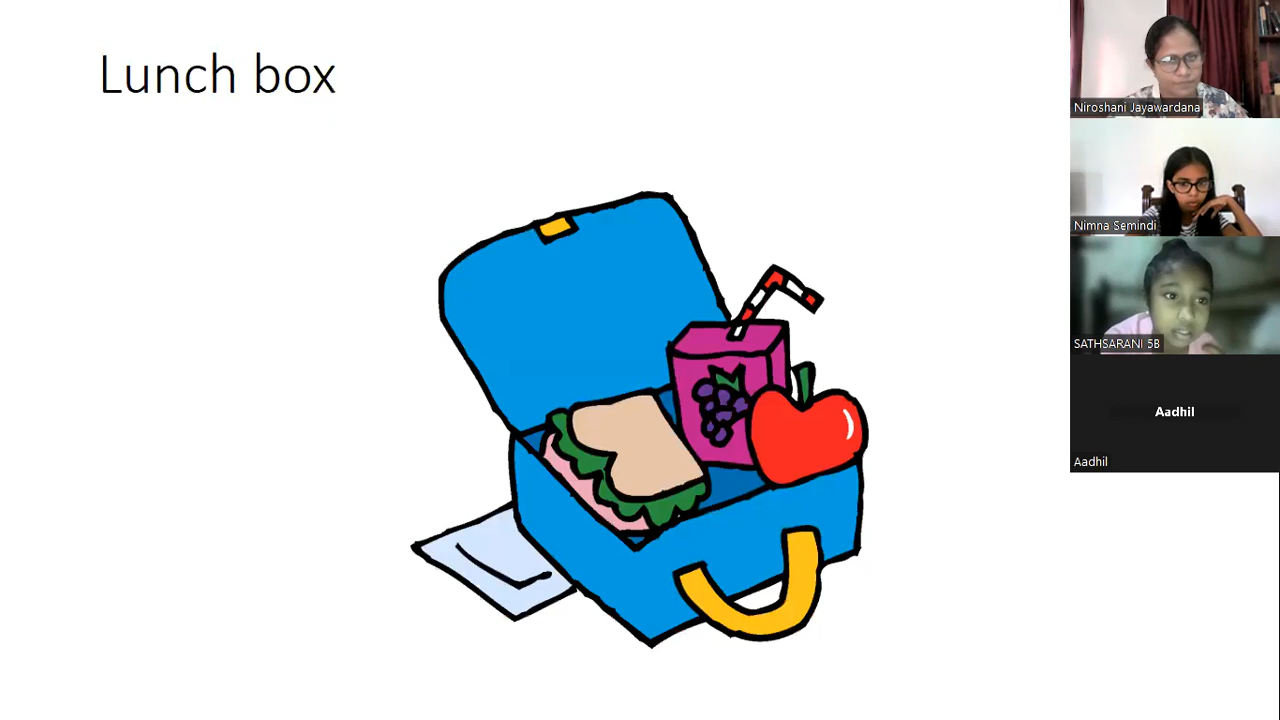 Lunch box
Niroshani Jayawardana
Nimna Semindi
SATHSARANI 5B
Aadhil
Aadhil